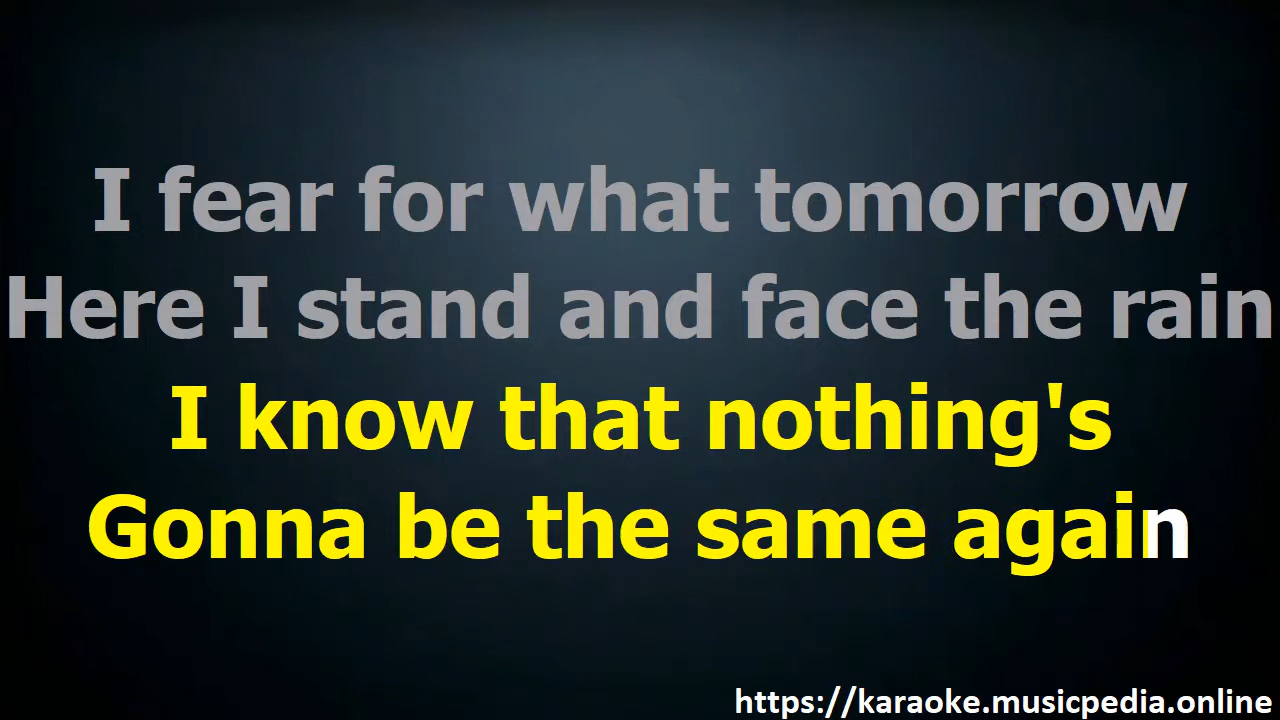 I fear for what tomorrow
Here I stand and face the rain
I know that nothing's
Gonna be the same again
https://karaoke.musicpedia.online